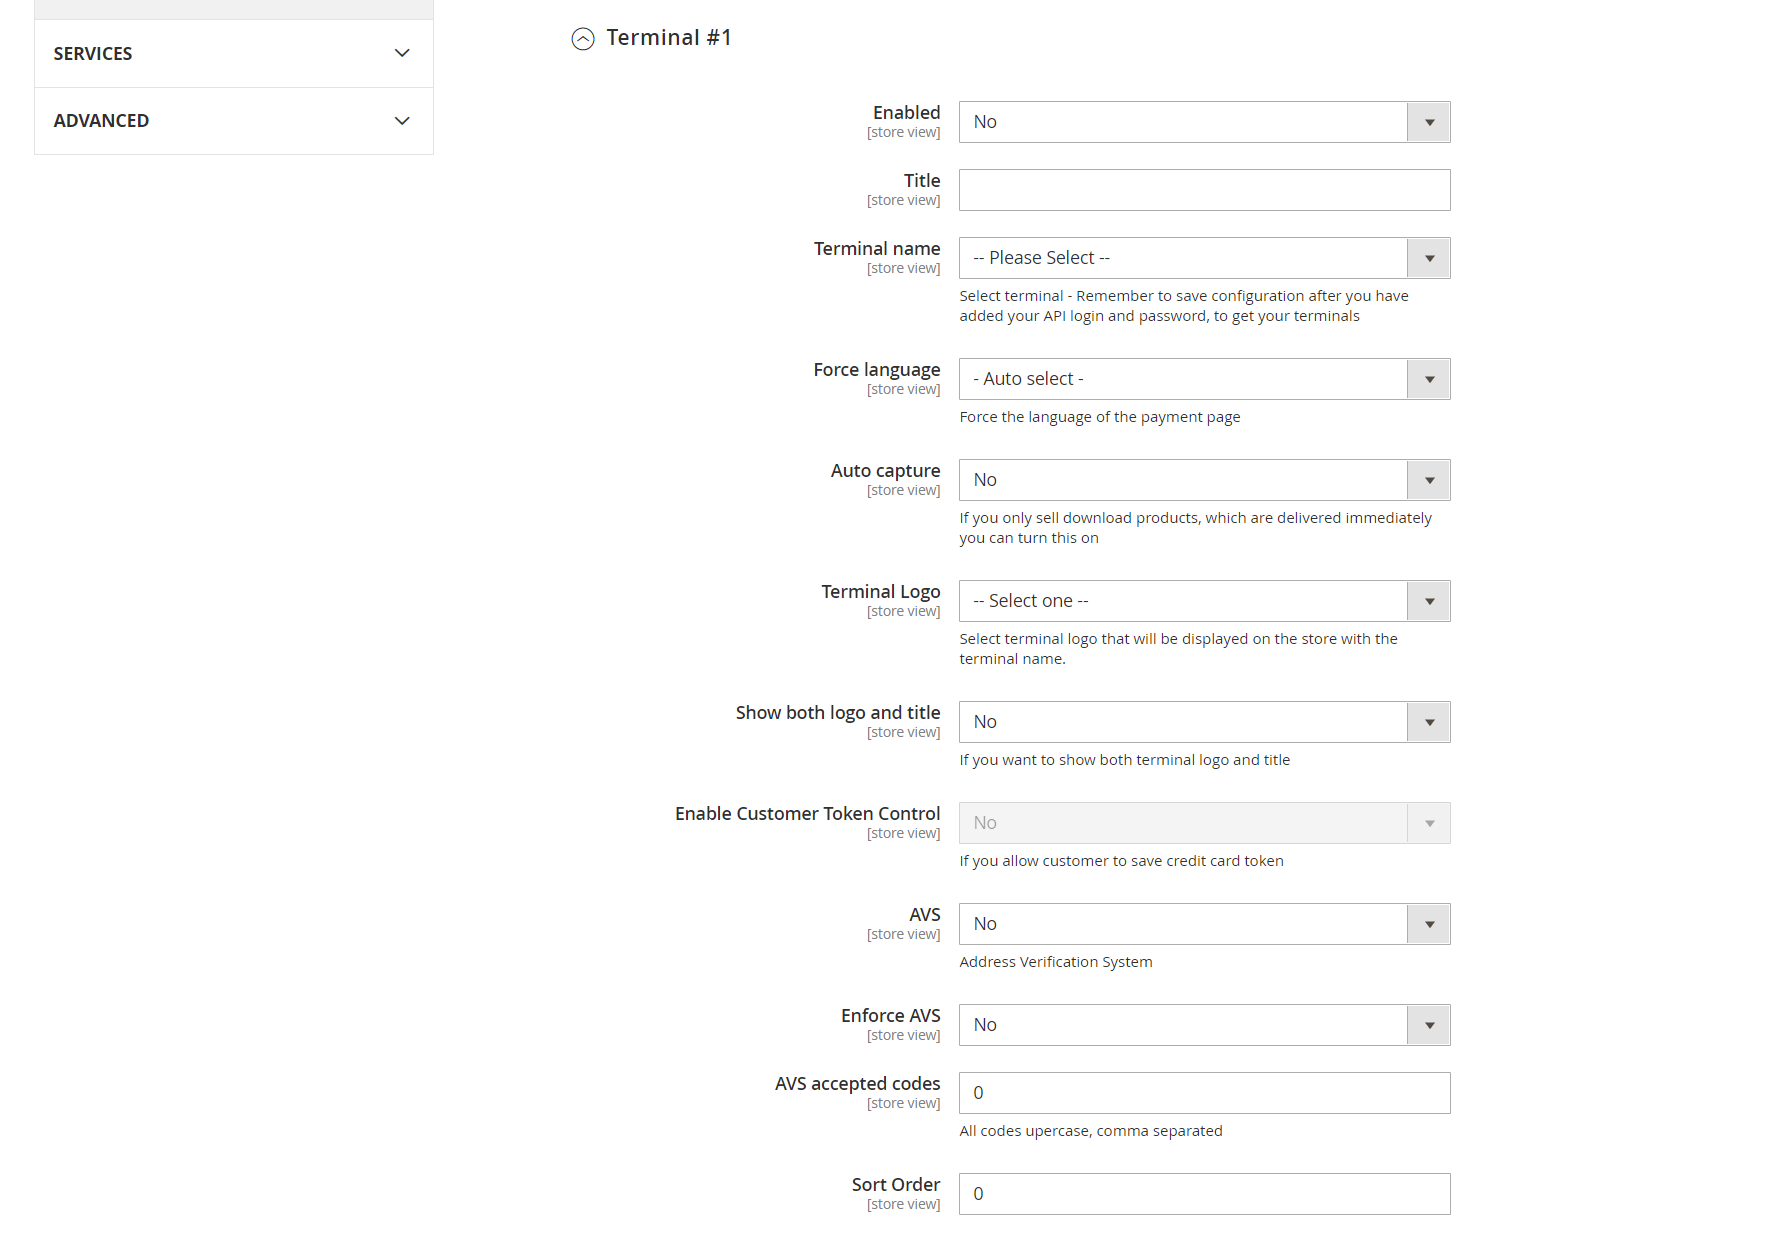 SERVICES
ADVANCED
Terminal #1
Enabled
[store view]
No
Title
[store view]
Terminal name
[store view]
-- Please Select --
Select terminal - Remember to save configuration after you have
added your API login and password, to get your terminals
Force language
[store view]
- Auto select -
Force the language of the payment page
Auto capture
[store view]
No
If you only sell download products, which are delivered immediately
you can turn this on
Terminal Logo
[store view]
-- Select one --
Select terminal logo that will be displayed on the store with the
terminal name.
Show both logo and title
[store view]
No
If you want to show both terminal logo and title
Enable Customer Token Control
[store view]
No
If you allow customer to save credit card token
AVS
[store view]
No
Address Verification System
Enforce AVS
[store view]
No
AVS accepted codes
[store view]
0
All codes upercase, comma separated
Sort Order
[store view]
0